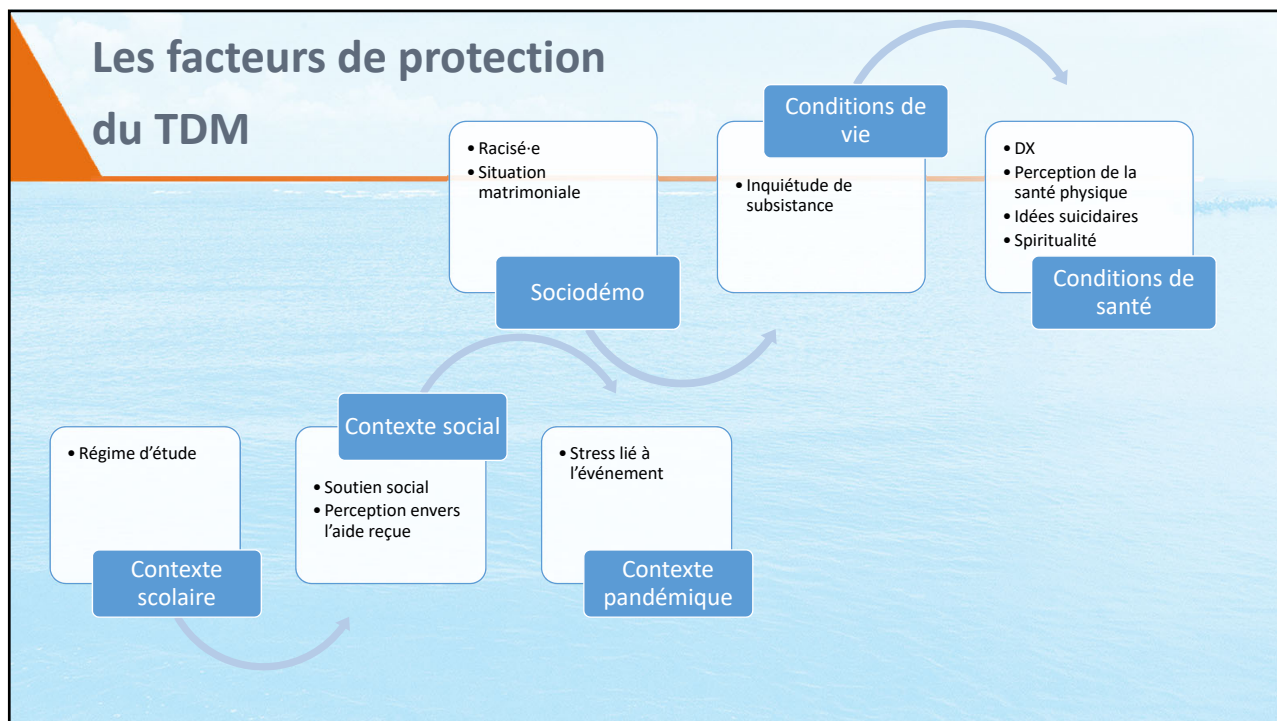 Les facteurs de protection
du TDM
• Racisé·e
• Situation
matrimoniale
Sociodémo
Conditions de
vie
• Inquiétude de
subsistance
• DX
• Perception de la
santé physique
• Idées suicidaires
• Spiritualité
Conditions de
santé
• Régime d’étude
Contexte
scolaire
Contexte social
• Soutien social
• Perception envers
l’aide reçue
• Stress lié à
l’événement
Contexte
pandémique